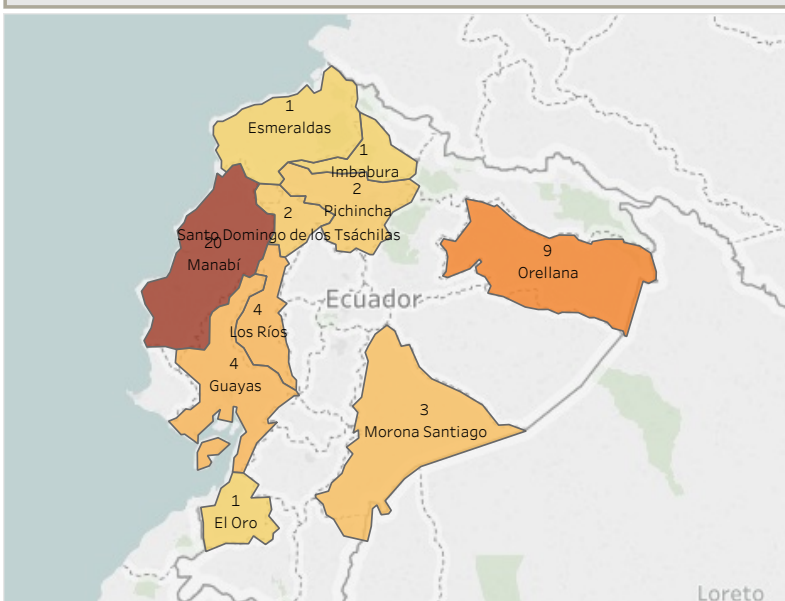 1
Esmeraldas
1
Imbabura
2
Pichincha
2
Santo Domingo de los Tsáchilas
20
Manabí
9
Orellana
Ecuador
4
Los Ríos
4
Guayas
3
Morona Santiago
1
El Oro
Loreto